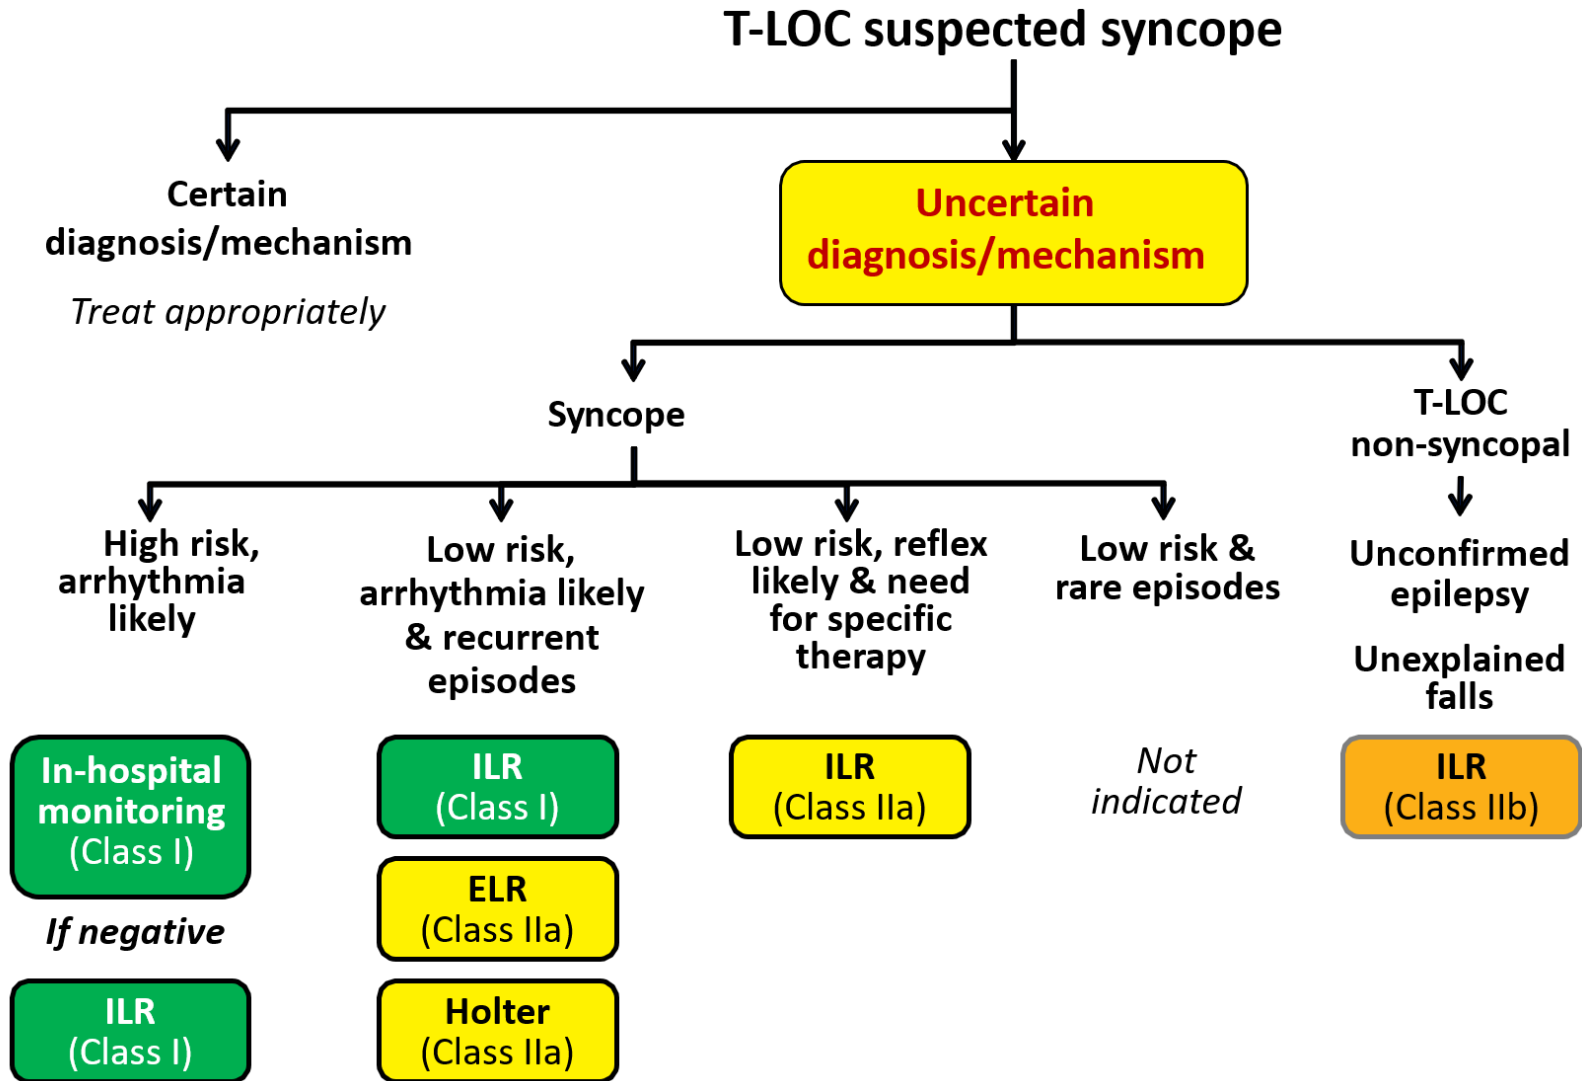 T-LOC suspected syncope
Certain
diagnosis/mechanism
Treat appropriately
Uncertain
diagnosis/mechanism
Syncope
T-LOC
non-syncopal
High risk,
arrhythmia
likely
Low risk,
arrhythmia likely
& recurrent
episodes
Low risk, reflex
likely & need
for specific
therapy
Low risk &
rare episodes
Unconfirmed
epilepsy
Unexplained
falls
In-hospital
monitoring
(Class I)
If negative
ILR
(Class I)
ILR
(Class I)
ELR
(Class IIa)
Holter
(Class IIa)
ILR
(Class IIa)
Not
indicated
ILR
(Class IIb)